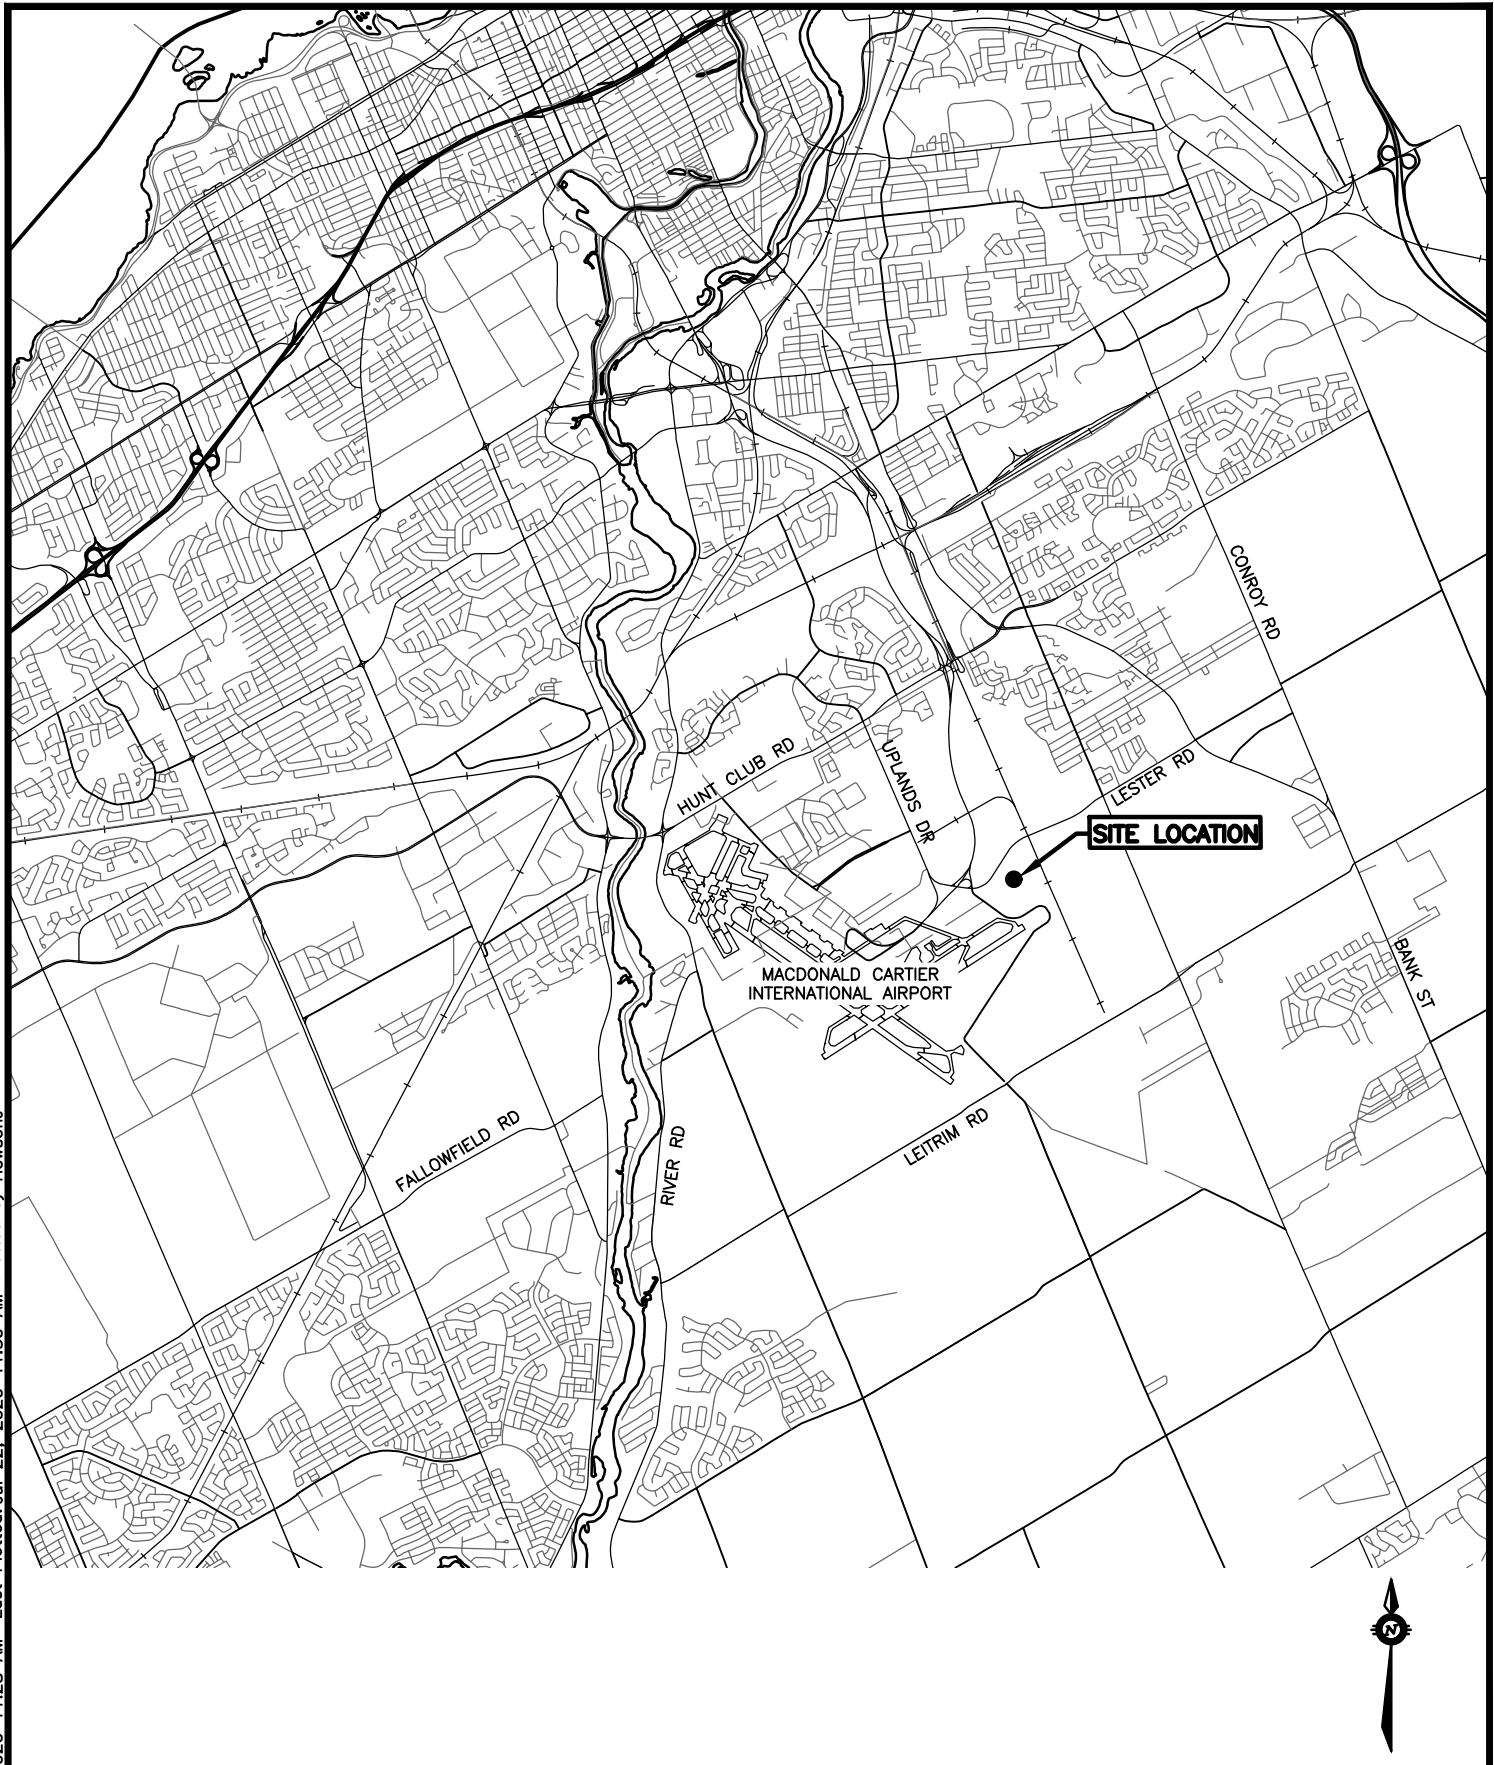 CONROY RD
HUNT CLUB RD
UPLANDS DR
LESTER RD
SITE LOCATION
BANK ST
MACDONALD CARTIER
INTERNATIONAL AIRPORT
LEITRIM RD
FALLOWFIELD RD
RIVER RD
N